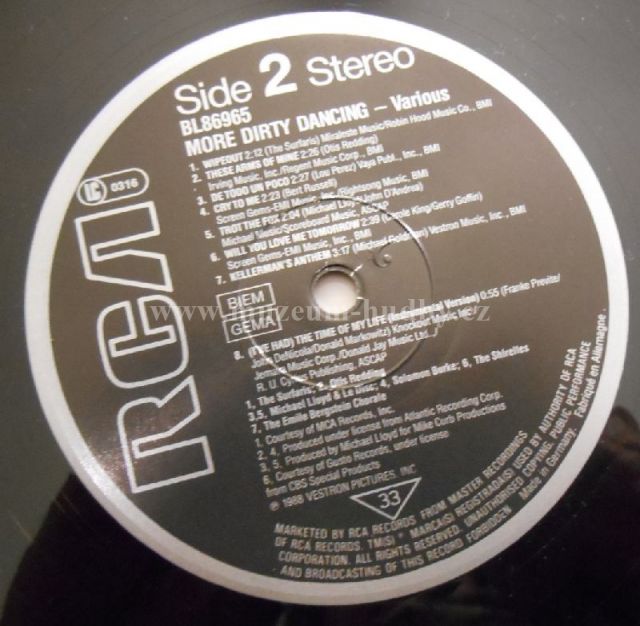 Side 2 Stereo
BL86965
MORE DIRTY DANCING – Various
1. WIPEOUT 2:12 (The Surfaris) Miraleste Music/Robin Hood Music Co., BMI
2. THESE ARMS OF MINE 2:26 (Otis Redding)
Irving Music, Inc./Regent Music Corp., BMI
3. DE TODO UN POCO 2:27 (Lou Perez) Vaya Publ., Inc., BMI
4. CRY TO ME 2:23 (Bert Russell)
Screen Gems-EMI Music, Inc./Rightsong Music, BMI
5. TROT THE FOX 2:04 (Michael Lloyd/John D'Andrea)
Michael Music/Scoreboard Music, ASCAP
6. WILL YOU LOVE ME TOMORROW 2:39 King/Gerry Goffin)
Screen Gems-EMI Music, Inc., BMI
7. KELLERMAN'S ANTHEM 3:17 (Michael Goldman) Vestron Music, Inc., BMI
LC 0316
RCA
BIEM
GEMA
www.muzeum-hudby.cz
8. (I'VE HAD) THE TIME OF MY LIFE Version) 0:55 (Franke Previte/
John DeNicola/Donald Markowitz) Knockout Music
Jemava Music Corp./Donald Jay Music Ltd.
R. U. Publishing, ASCAP
1. The Surfaris; Otis Redding
3. 5. Michael Lloyd & Le Disc; 4. Solomon Burke; 6. The Shirelles
7. The Emile Bergstein Chorale
1. Courtesy of MCA Records, Inc.
2. 4. Produced under license from Atlantic Recording Corp.
3. 5. Produced by Michael Lloyd for Mike Curb Productions
6. Courtesy of Gusto Records, under license
from CBS Special Products
℗ 1988 VESTRON PICTURES, INC
33
MARKETED BY RCA RECORDS FROM MASTER RECORDINGS
OF RCA RECORDS. TM(S) ® MARCA(S) REGISTRADA(S) USED BY AUTHORITY OF RCA
CORPORATION. ALL RIGHTS RESERVED. UNAUTHORISED COPYING, PUBLIC PERFORMANCE
AND BROADCASTING OF THIS RECORD FORBIDDEN
Made in W.-Germany. Fabriqué en Allemagne.